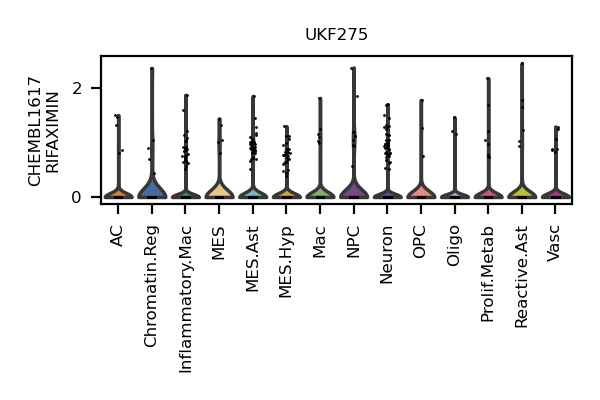 UKF275
CHEMBL1617
RIFAXIMIN
2
0
AC
Chromatin.Reg
Inflammatory.Mac
MES
MES.Ast
MES.Hyp
Mac
NPC
Neuron
OPC
Oligo
Prolif.Metab
Reactive.Ast
Vasc